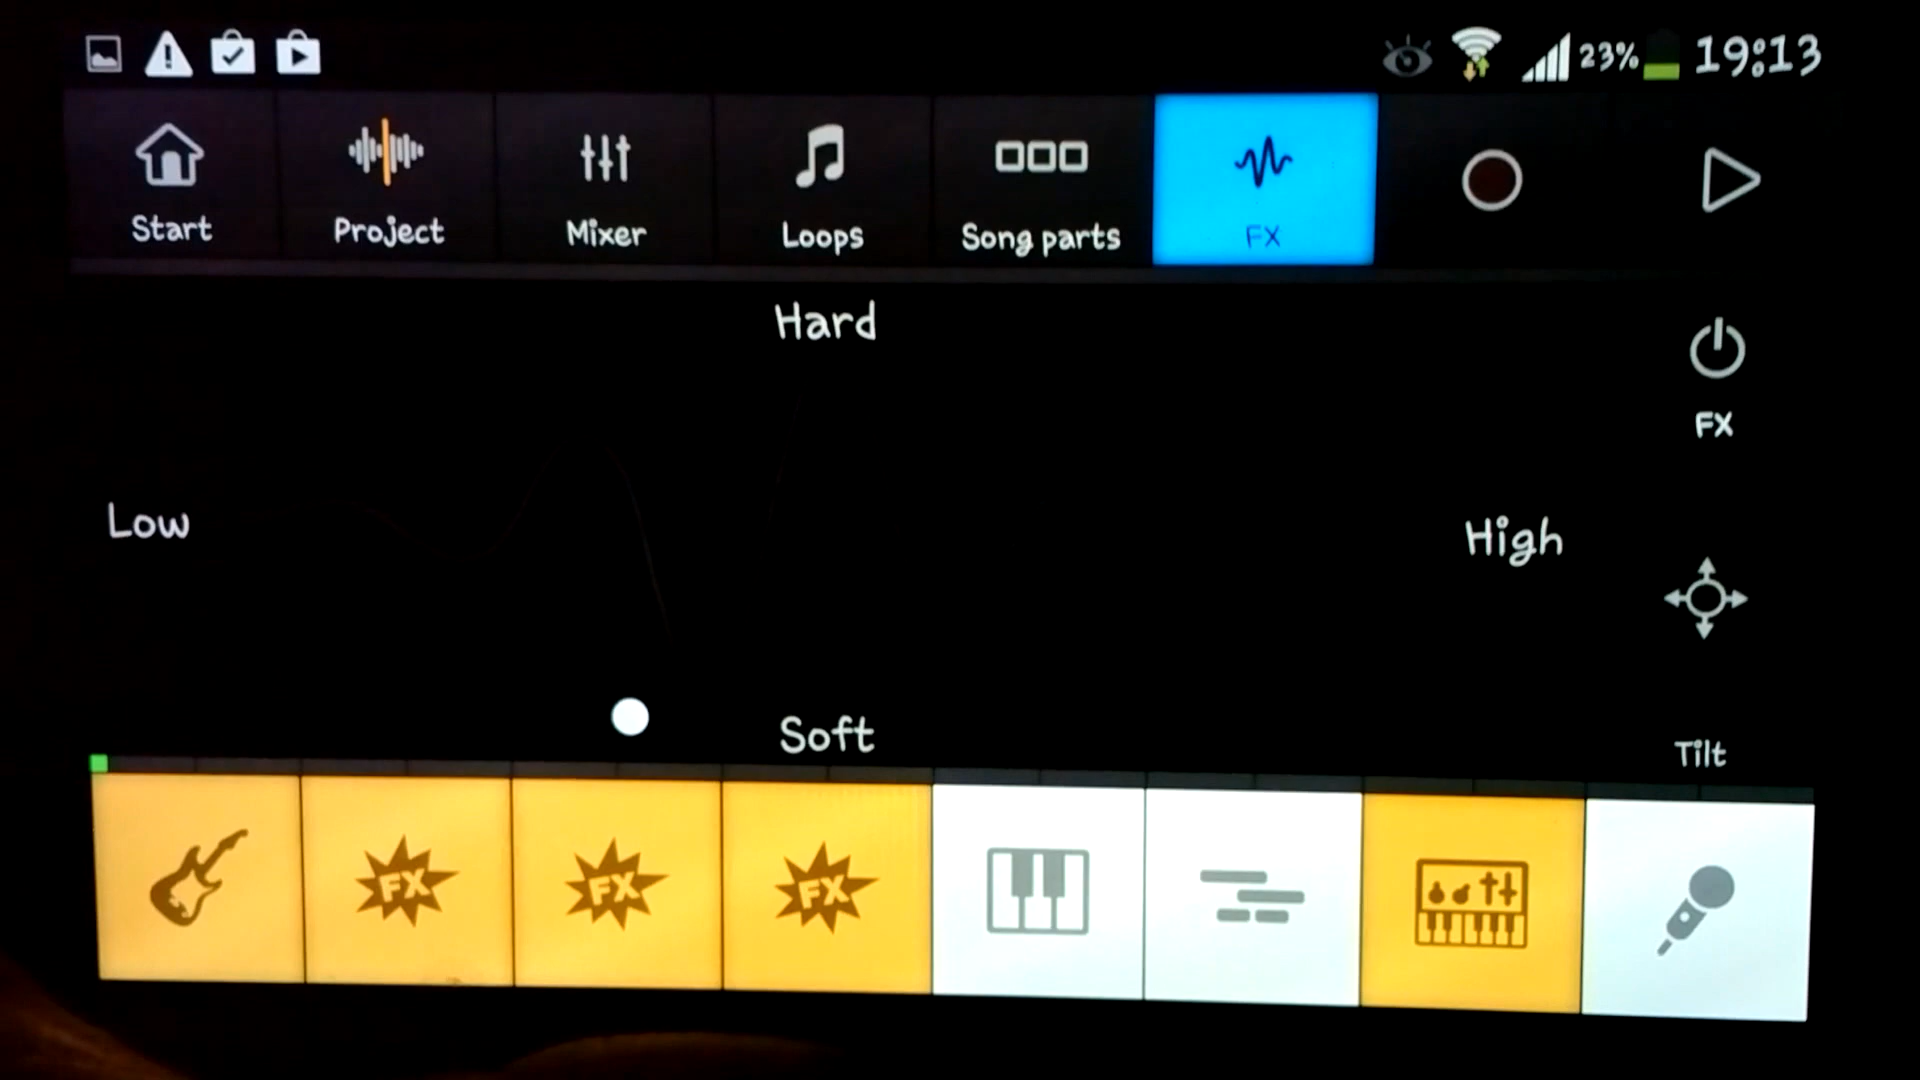 23% 19:13
Start Project Mixer Loops Song parts FX
Hard
FX
Low
High
Soft
Tilt
FX FX FX